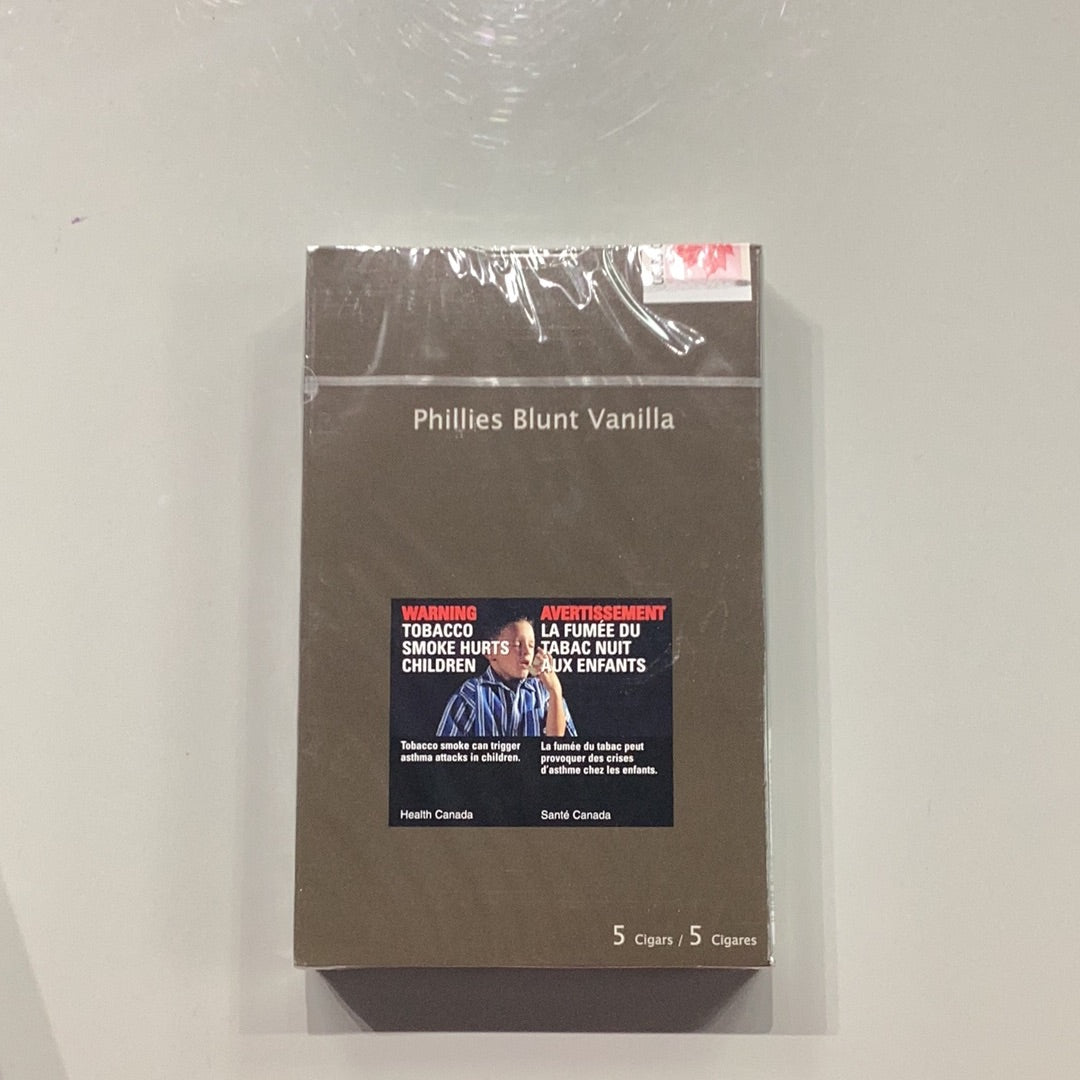 Phillies Blunt Vanilla
WARNING
TOBACCO
SMOKE HURTS
CHILDREN
Tobacco smoke can trigger
asthma attacks in children.
Health Canada
AVERTISSEMENT
LA FUMÉE DU
TABAC NUIT
AUX ENFANTS
La fumée du tabac peut
provoquer des crises
d'asthme chez les enfants.
Santé Canada
5 Cigars / 5 Cigares